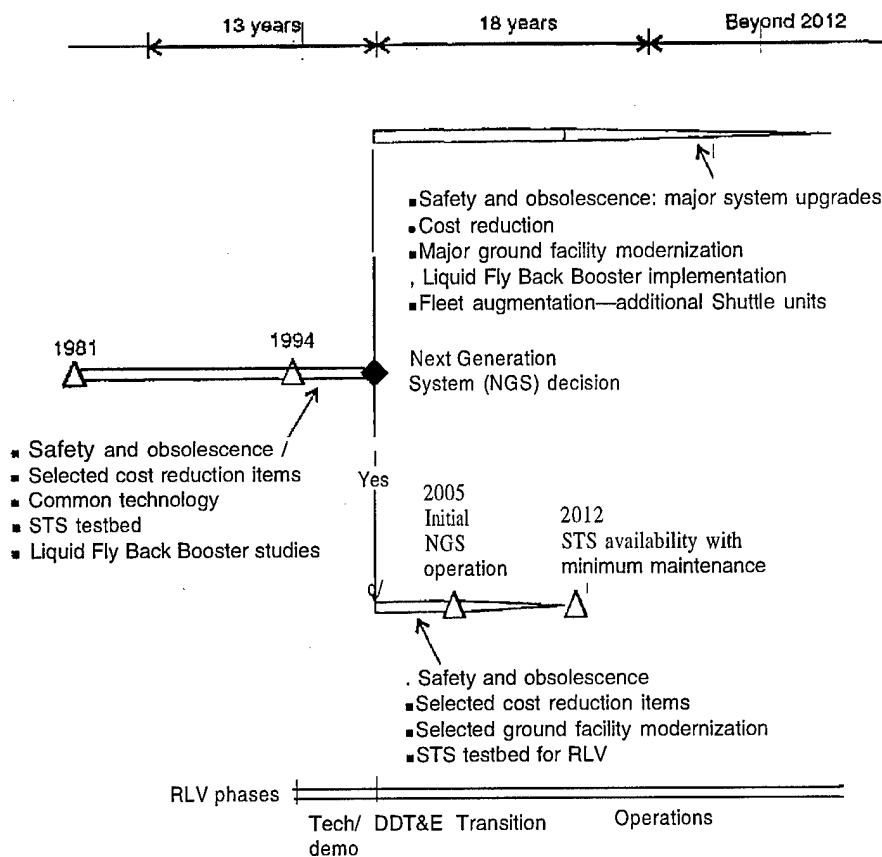 13 years
18 years
Beyond 2012
▪Safety and obsolescence: major system upgrades
•Cost reduction
▪Major ground facility modernization
, Liquid Fly Back Booster implementation
▪Fleet augmentation—additional Shuttle units
1981
1994
Next Generation
System (NGS) decision
▪ Safety and obsolescence /
▪ Selected cost reduction items
▪ Common technology
▪ STS testbed
▪ Liquid Fly Back Booster studies
Yes
2005
Initial
NGS
operation
2012
STS availability with
minimum maintenance
. Safety and obsolescence
▪Selected cost reduction items
▪Selected ground facility modernization
▪STS testbed for RLV
RLV phases
Tech/
demo
DDT&E
Transition
Operations